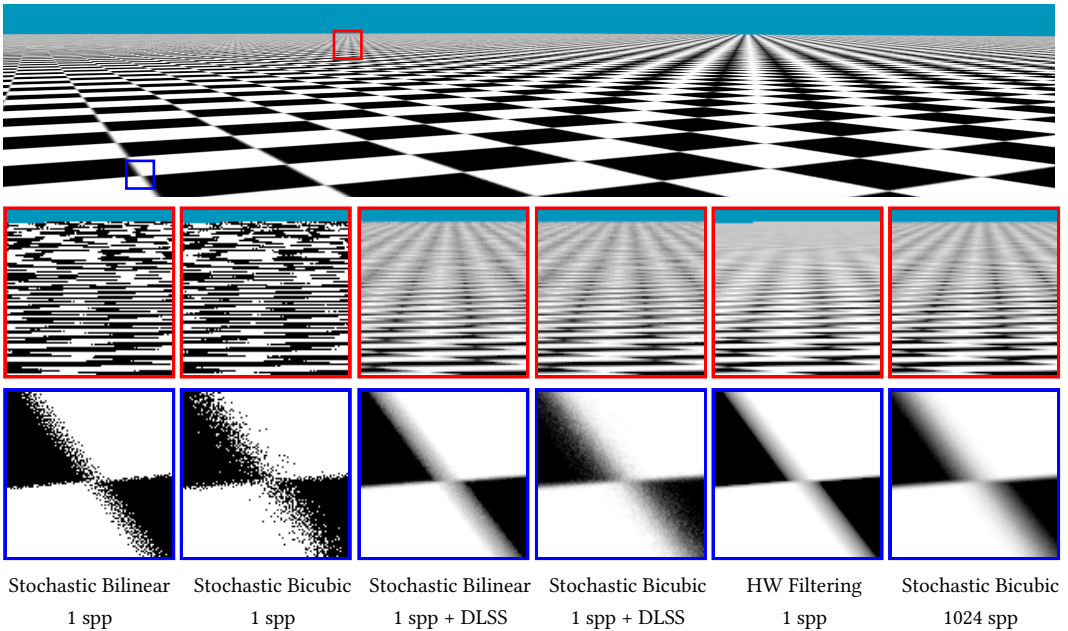 Stochastic Bilinear
1 spp
Stochastic Bicubic
1 spp
Stochastic Bilinear
1 spp + DLSS
Stochastic Bicubic
1 spp + DLSS
HW Filtering
1 spp
Stochastic Bicubic
1024 spp